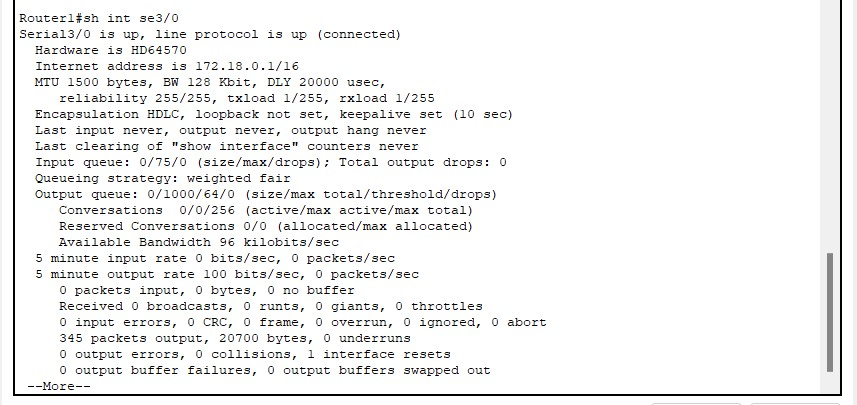 Router1#sh int se3/0
Serial3/0 is up, line protocol is up (connected)
Hardware is HD64570
Internet address is 172.18.0.1/16
MTU 1500 bytes, BW 128 Kbit, DLY 20000 usec,
reliability 255/255, txload 1/255, rxload 1/255
Encapsulation HDLC, loopback not set, keepalive set (10 sec)
Last input never, output never, output hang never
Last clearing of "show interface" counters never
Input queue: 0/75/0 (size/max/drops); Total output drops: 0
Queueing strategy: weighted fair
Output queue: 0/1000/64/0 (size/max total/threshold/drops)
Conversations  0/0/256 (active/max active/max total)
Reserved Conversations 0/0 (allocated/max allocated)
Available Bandwidth 96 kilobits/sec
5 minute input rate 0 bits/sec, 0 packets/sec
5 minute output rate 100 bits/sec, 0 packets/sec
0 packets input, 0 bytes, 0 no buffer
Received 0 broadcasts, 0 runts, 0 giants, 0 throttles
0 input errors, 0 CRC, 0 frame, 0 overrun, 0 ignored, 0 abort
345 packets output, 20700 bytes, 0 underruns
0 output errors, 0 collisions, 1 interface resets
0 output buffer failures, 0 output buffers swapped out
--More--